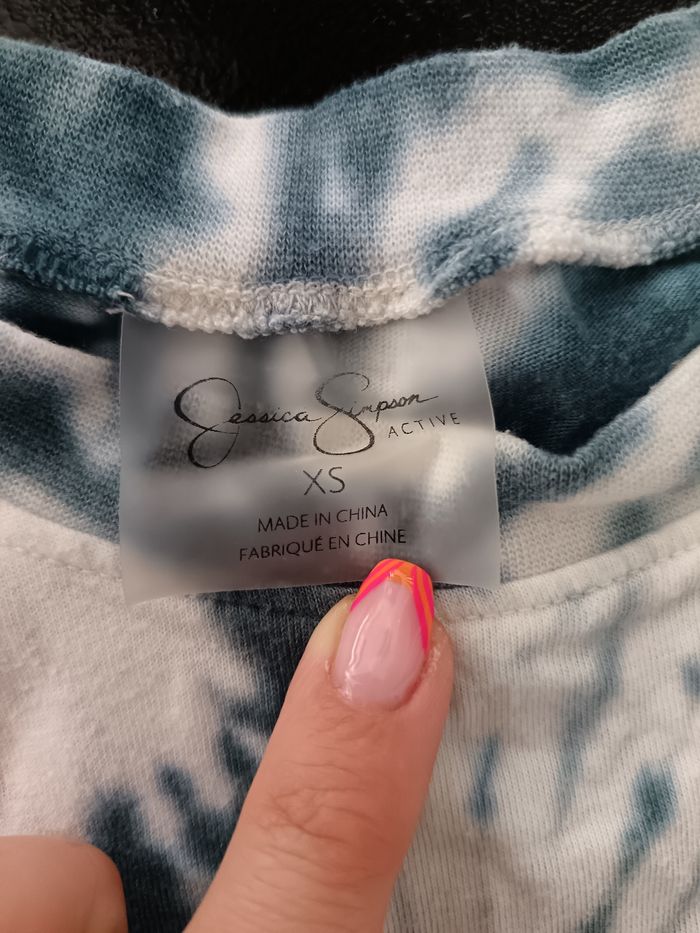 Jessica Simpson
ACTIVE
XS
MADE IN CHINA
FABRIQUÉ EN CHINE